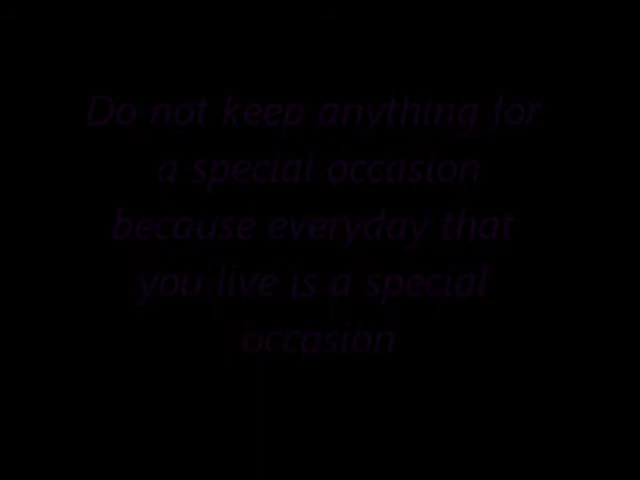 Do not keep anything for
a special occasion
because everyday that
you live is a special
occasion